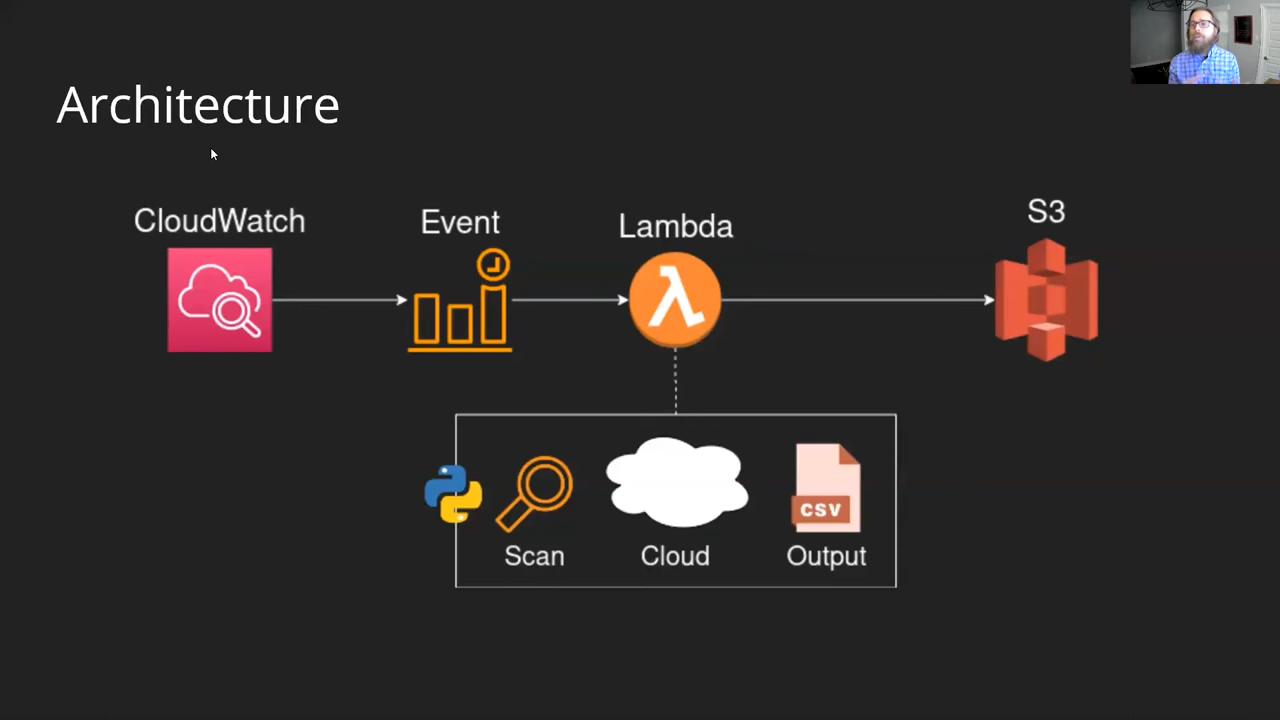 Architecture
CloudWatch
Event
Lambda
S3
CSV
Scan
Cloud
Output